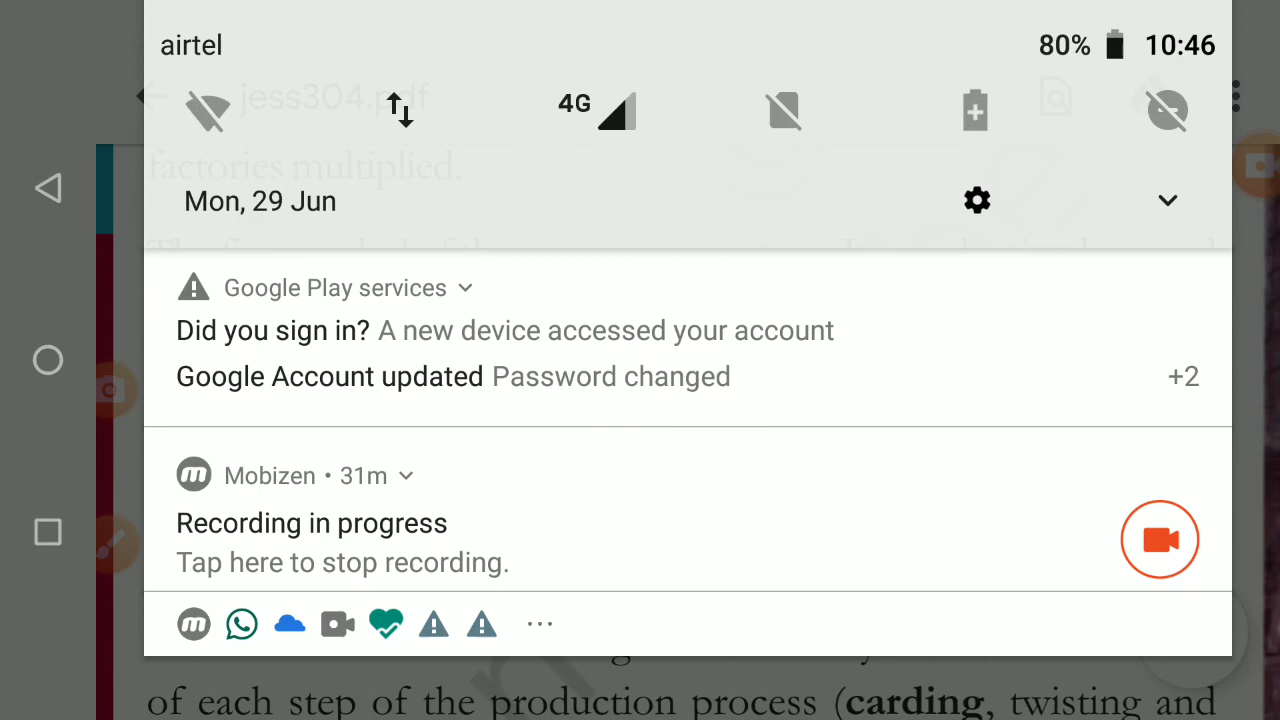 airtel
80% 10:46
4G
jess304.pdf
factories multiplied.
Mon, 29 Jun
Google Play services
Did you sign in? A new device accessed your account
Google Account updated Password changed +2
Mobizen • 31m
Recording in progress
Tap here to stop recording.
of each step of the production process (carding, twisting and